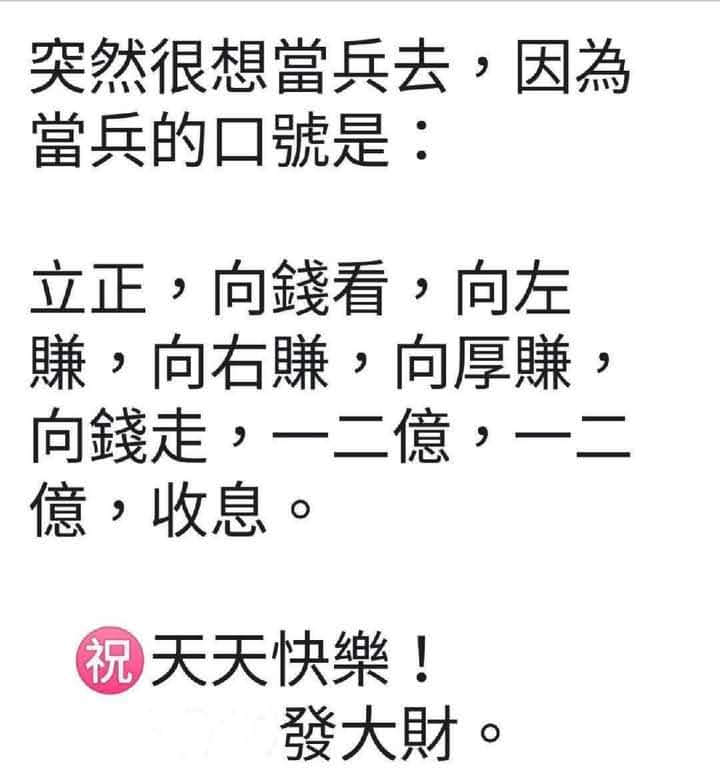 突然很想當兵去，因為
當兵的口號是：
立正，向錢看，向左
賺，向右賺，向厚賺，
向錢走，一二億，一二
億，收息。
㊗️天天快樂！
發大財。